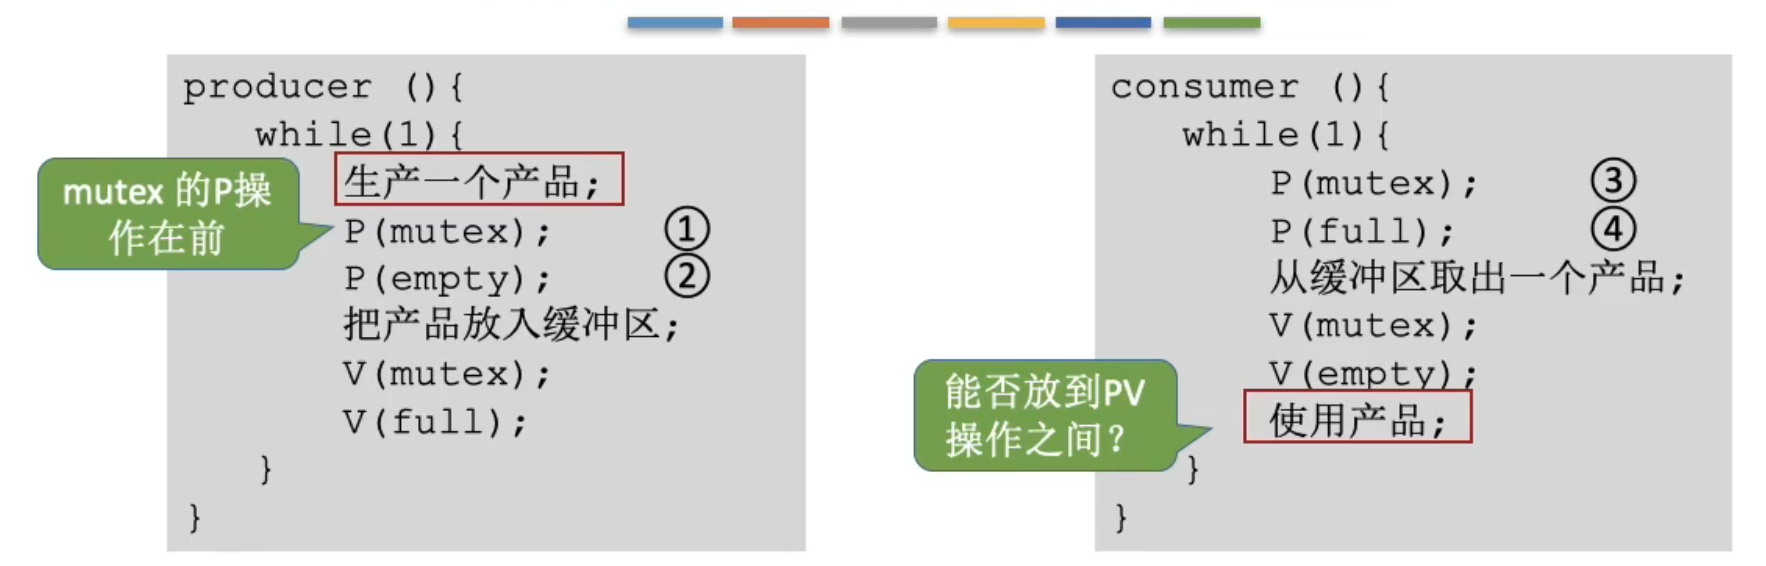 producer (){
while(1){
生产一个产品;
mutex 的P操
作在前
P(mutex); ①
P(empty); ②
把产品放入缓冲区;
V(mutex);
V(full);
}
}
consumer (){
while(1){
P(mutex); ③
P(full); ④
从缓冲区取出一个产品;
V(mutex);
V(empty);
能否放到PV
操作之间?
使用产品;
}
}